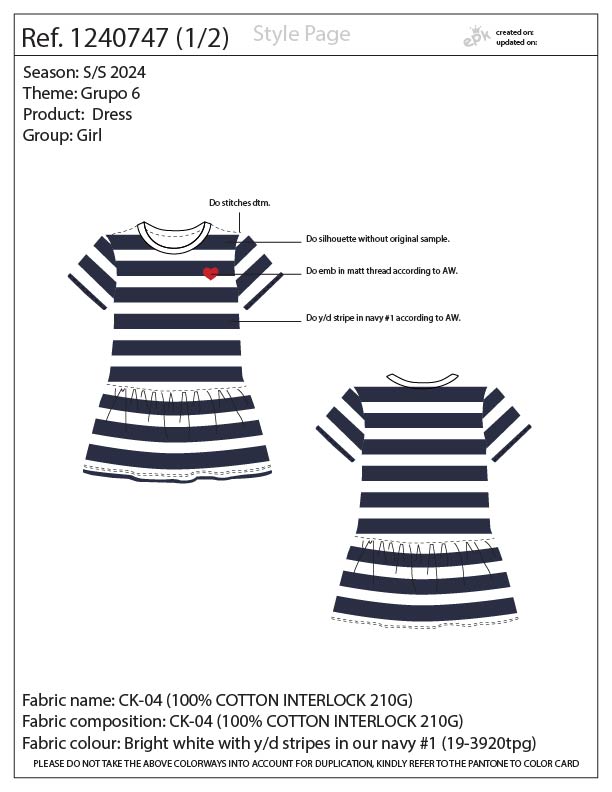 Ref. 1240747 (1/2)
Style Page
epk
created on:
updated on:
Season: S/S 2024
Theme: Grupo 6
Product: Dress
Group: Girl
Do stitches dtm.
Do silhouette without original sample.
Do emb in matt thread according to AW.
Do y/d stripe in navy #1 according to AW.
Fabric name: CK-04 (100% COTTON INTERLOCK 210G)
Fabric composition: CK-04 (100% COTTON INTERLOCK 210G)
Fabric colour: Bright white with y/d stripes in our navy #1 (19-3920tpg)
PLEASE DO NOT TAKE THE ABOVE COLORWAYS INTO ACCOUNT FOR DUPLICATION, KINDLY REFER TO THE PANTONE TO COLOR CARD